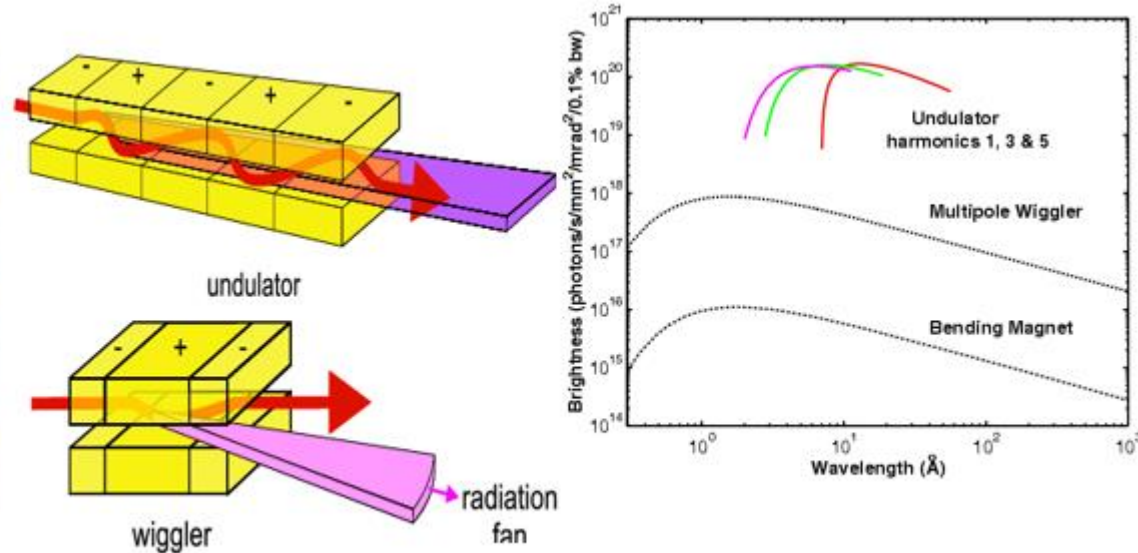 - + - + -
undulator
- + -
radiation
fan
wiggler
Brightness (photons/s/mm²/mrad²/0.1% bw)
10²¹
10²⁰
10¹⁹
10¹⁸
10¹⁷
10¹⁶
10¹⁵
10¹⁴
Undulator
harmonics 1, 3 & 5
Multipole Wiggler
Bending Magnet
10⁰ 10¹ 10² 10³
Wavelength (Å)